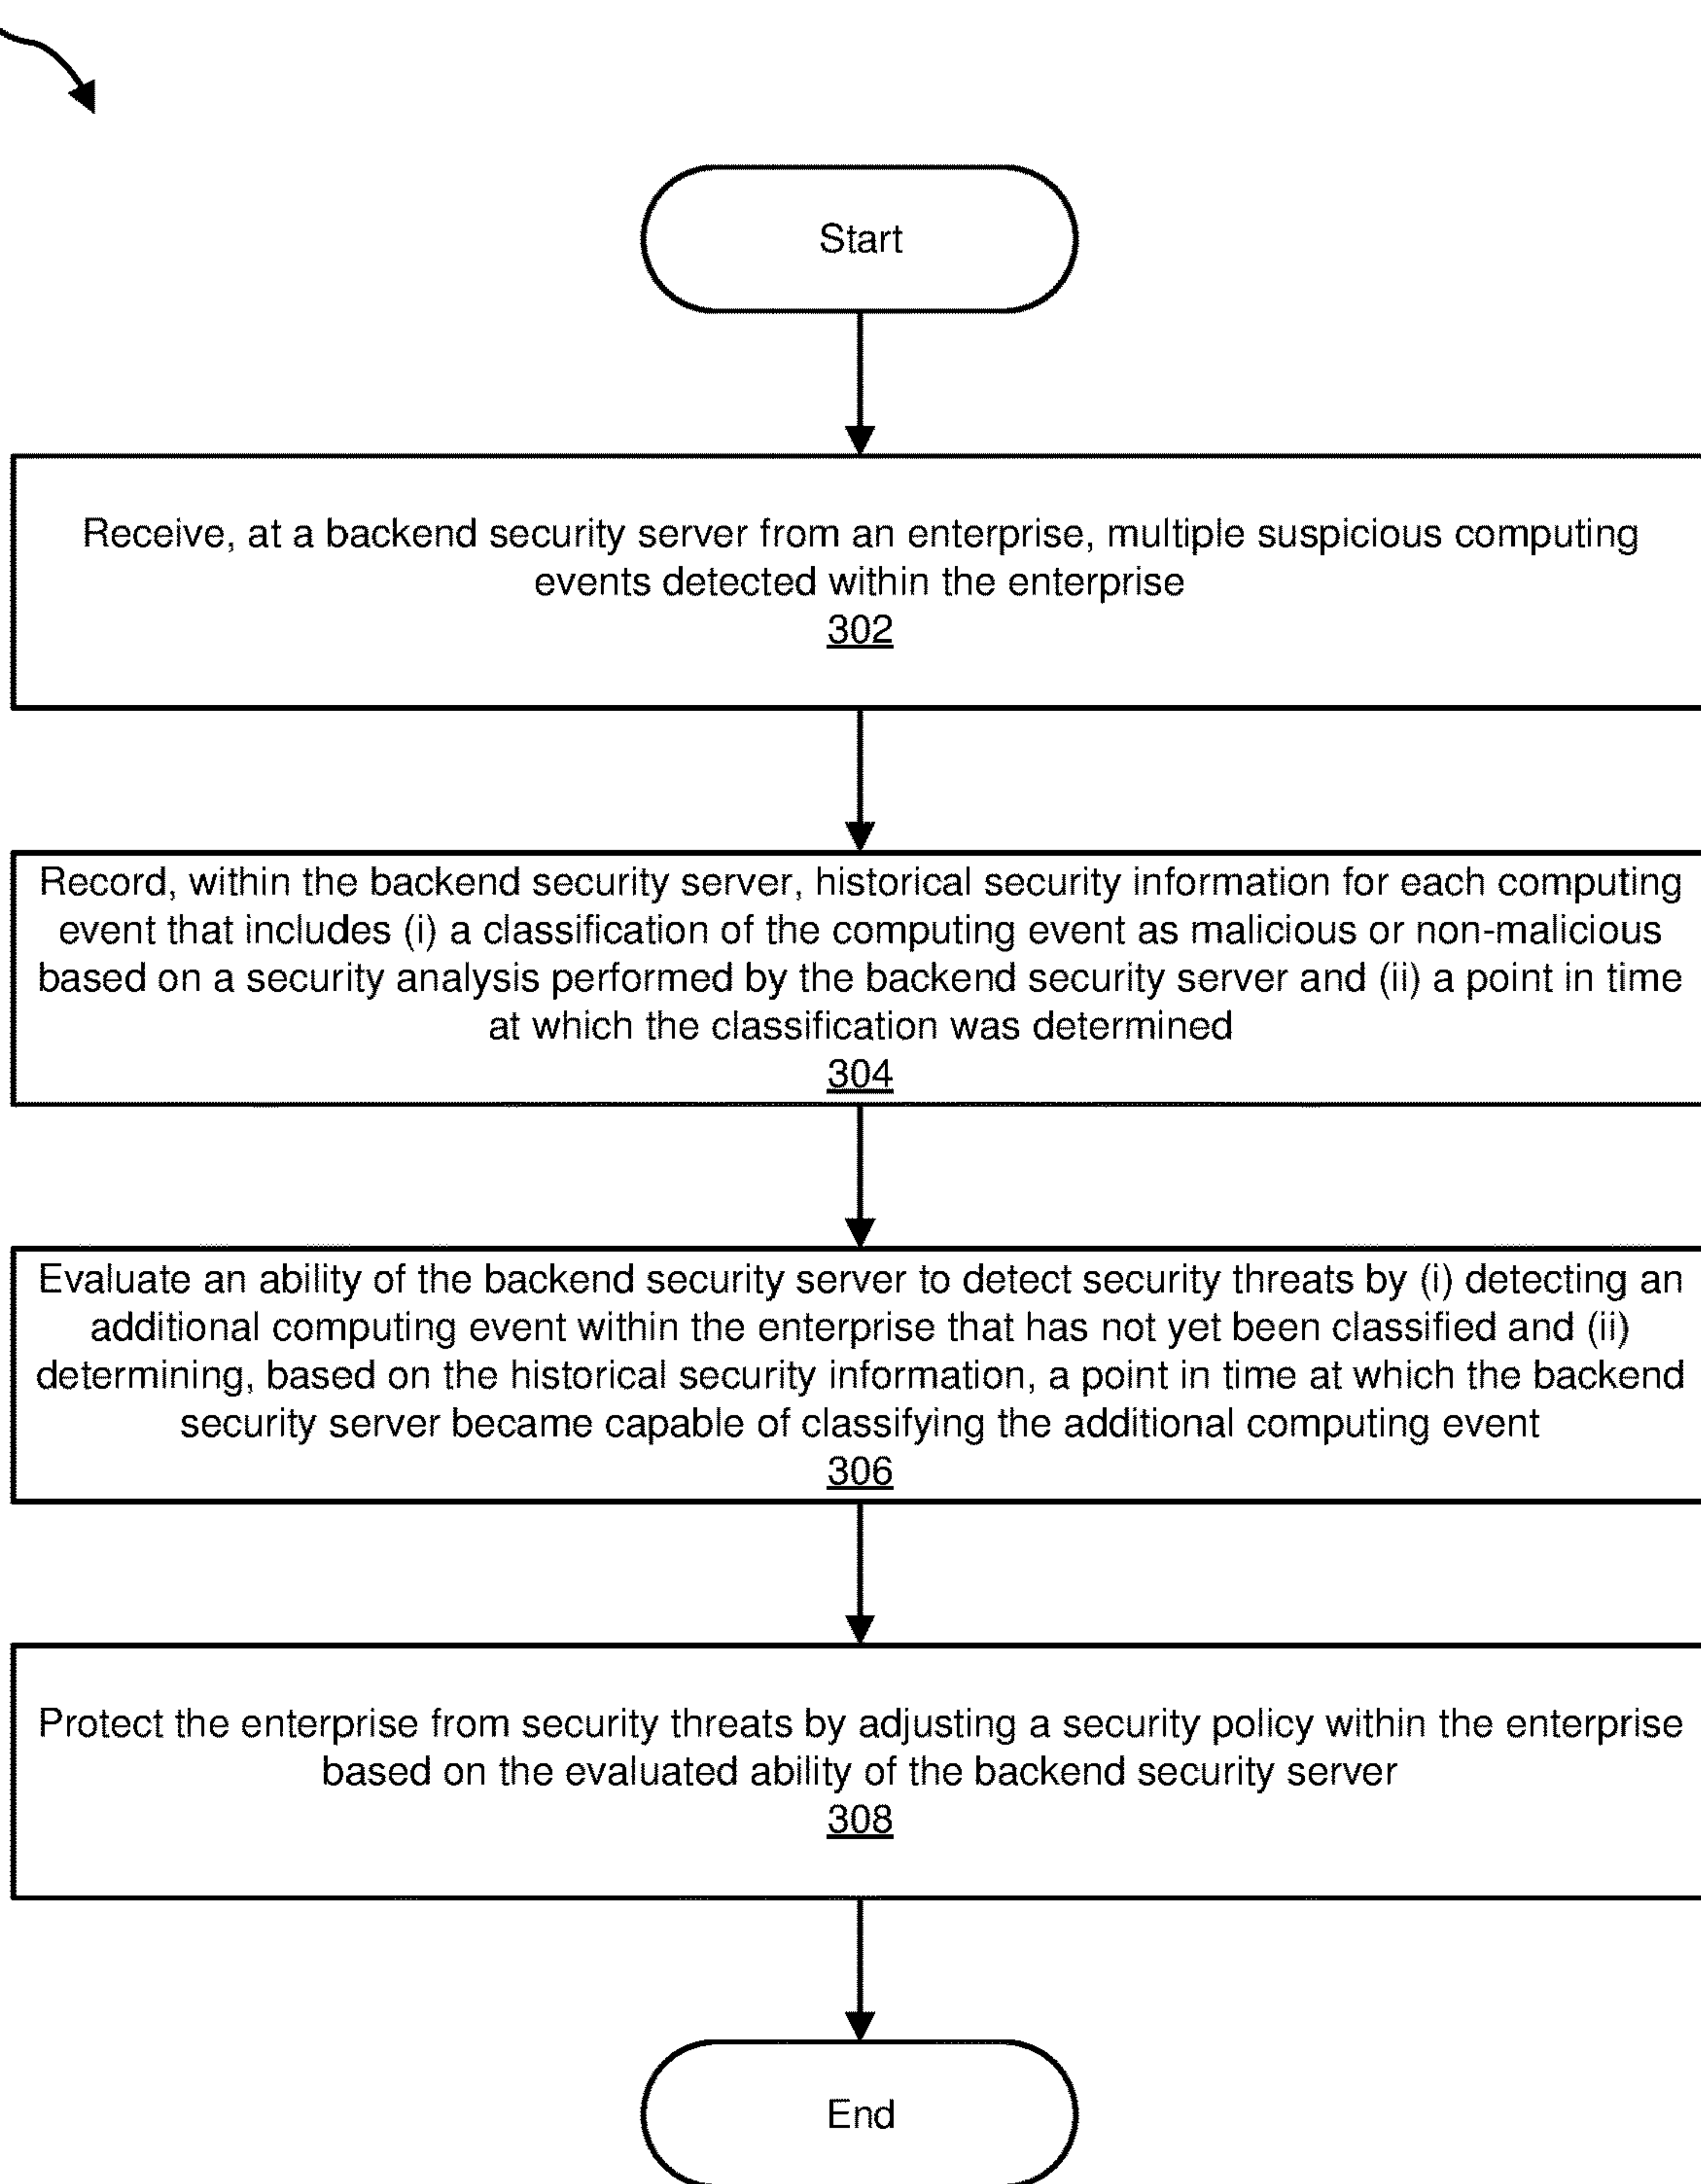 Start
Receive, at a backend security server from an enterprise, multiple suspicious computing
events detected within the enterprise
302
Record, within the backend security server, historical security information for each computing
event that includes (i) a classification of the computing event as malicious or non-malicious
based on a security analysis performed by the backend security server and (ii) a point in time
at which the classification was determined
304
Evaluate an ability of the backend security server to detect security threats by (i) detecting an
additional computing event within the enterprise that has not yet been classified and (ii)
determining, based on the historical security information, a point in time at which the backend
security server became capable of classifying the additional computing event
306
Protect the enterprise from security threats by adjusting a security policy within the enterprise
based on the evaluated ability of the backend security server
308
End